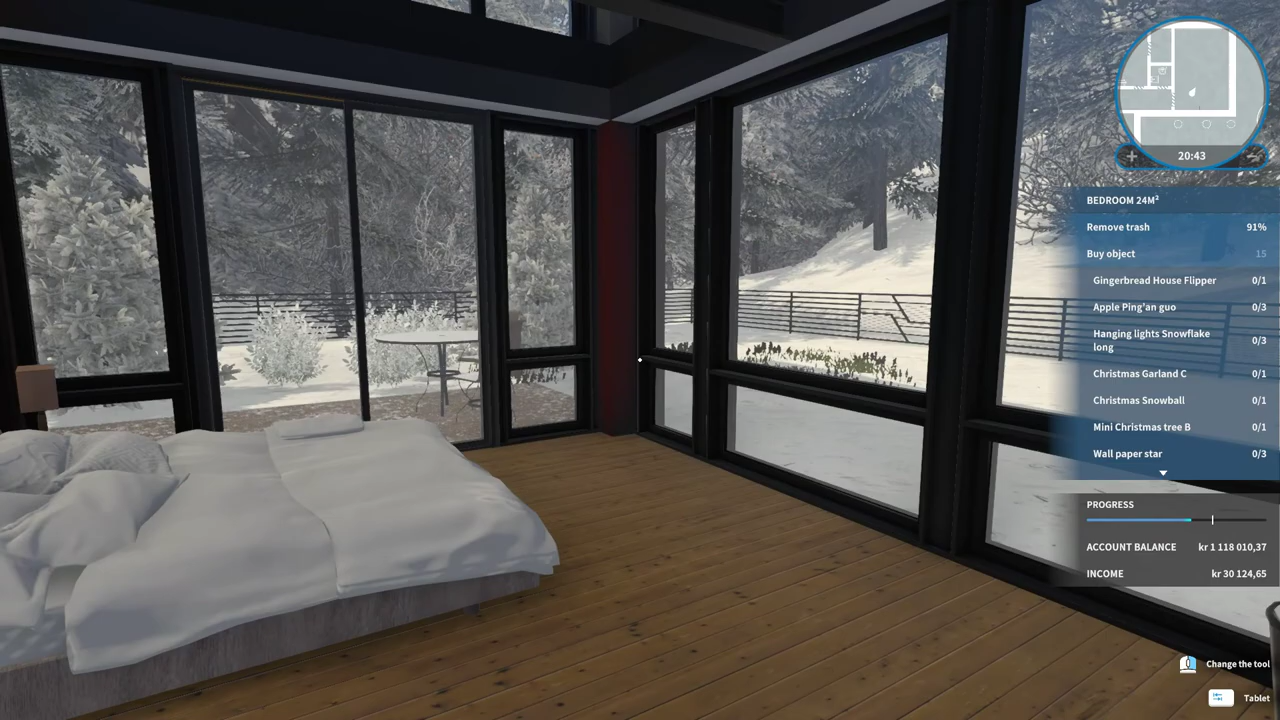 20:43
BEDROOM 24M²
Remove trash 91%
Buy object 15
Gingerbread House Flipper 0/1
Apple Ping'an guo 0/3
Hanging lights Snowflake
long 0/3
Christmas Garland C 0/1
Christmas Snowball 0/1
Mini Christmas tree B 0/1
Wall paper star 0/3
PROGRESS
ACCOUNT BALANCE kr 1 118 010,37
INCOME kr 30 124,65
Change the tool
Tablet